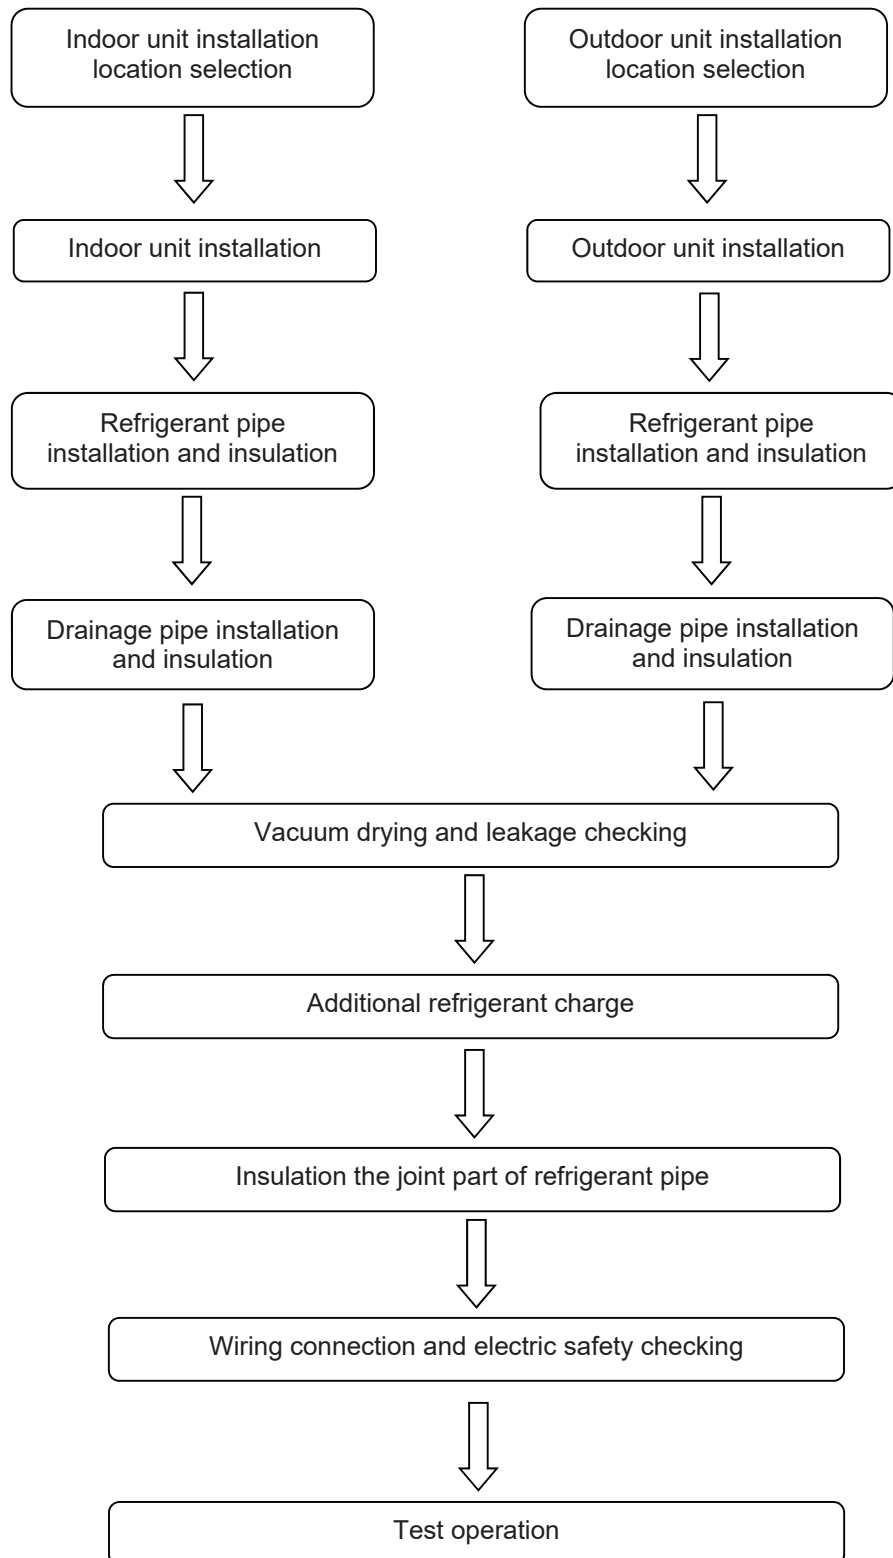 Indoor unit installation
location selection
Outdoor unit installation
location selection
Indoor unit installation
Outdoor unit installation
Refrigerant pipe
installation and insulation
Refrigerant pipe
installation and insulation
Drainage pipe installation
and insulation
Drainage pipe installation
and insulation
Vacuum drying and leakage checking
Additional refrigerant charge
Insulation the joint part of refrigerant pipe
Wiring connection and electric safety checking
Test operation